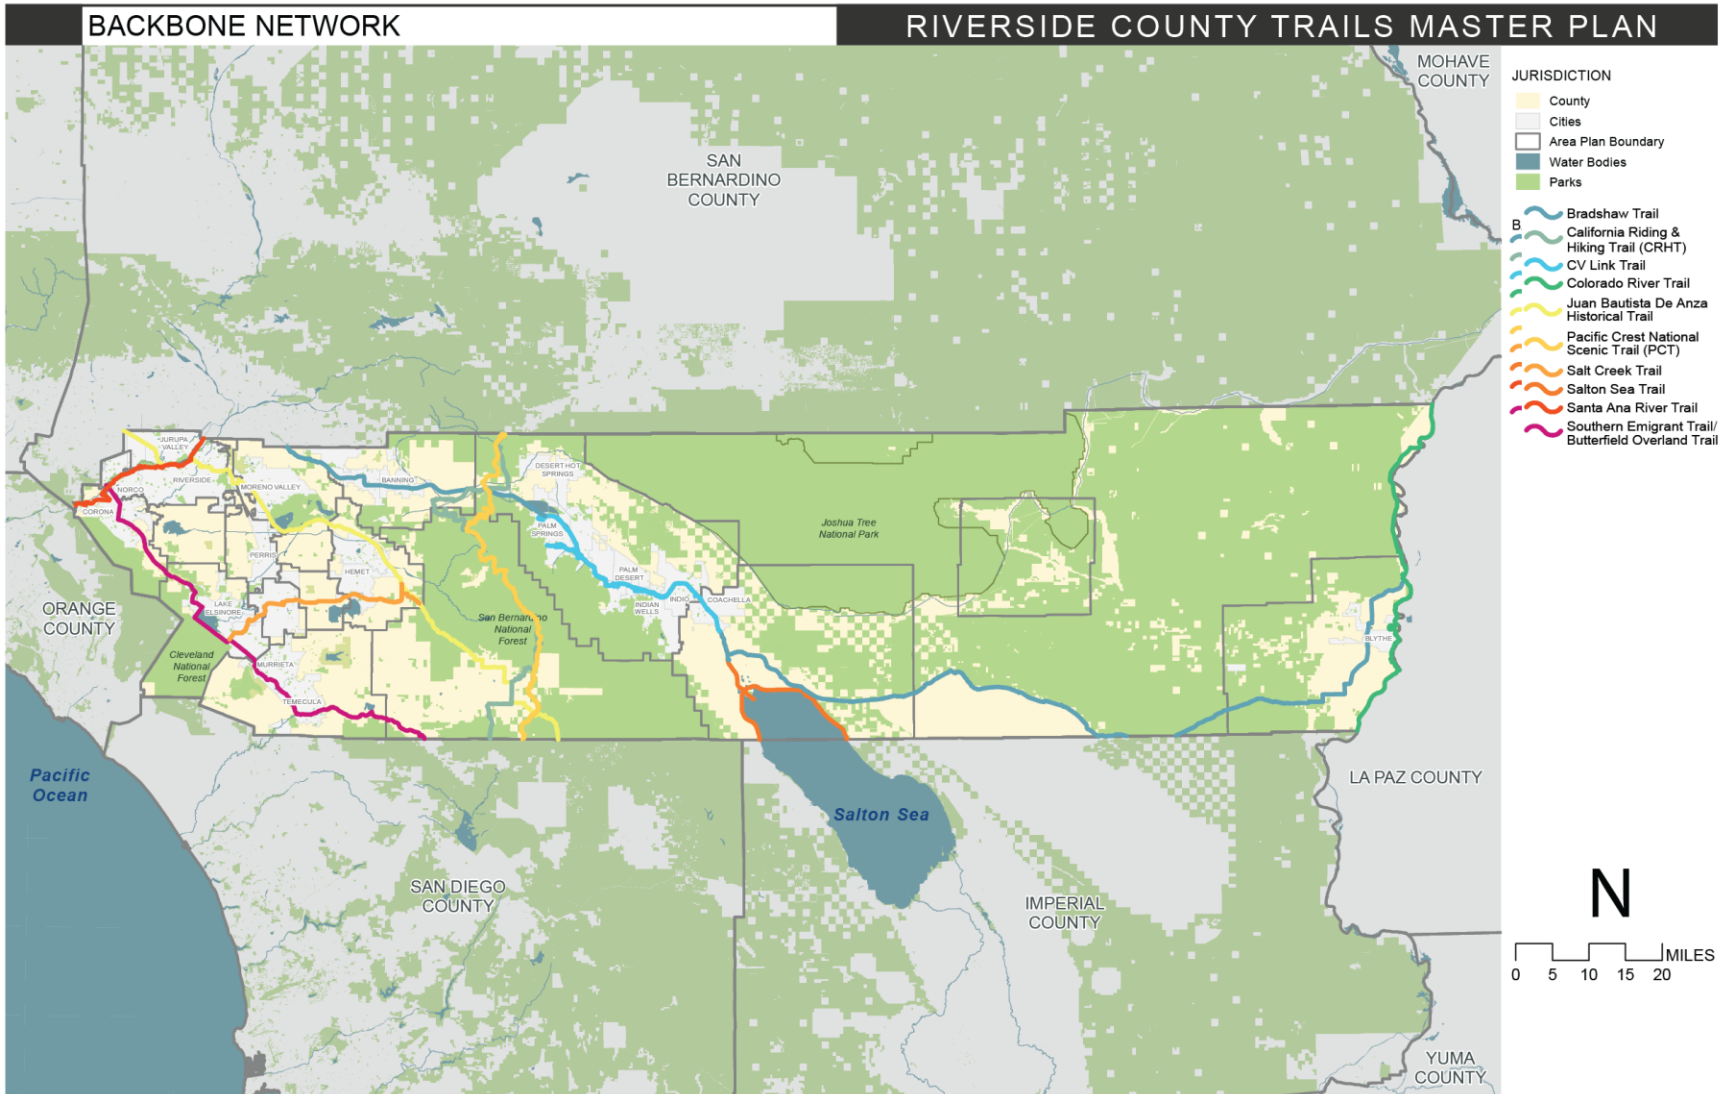 BACKBONE NETWORK
RIVERSIDE COUNTY TRAILS MASTER PLAN
MOHAVE
COUNTY
SAN
BERNARDINO
COUNTY
JURISDICTION
County
Cities
Area Plan Boundary
Water Bodies
Parks
B
Bradshaw Trail
California Riding &
Hiking Trail (CRHT)
CV Link Trail
Colorado River Trail
Juan Bautista De Anza
Historical Trail
Pacific Crest National
Scenic Trail (PCT)
Salt Creek Trail
Salton Sea Trail
Santa Ana River Trail
Southern Emigrant Trail/
Butterfield Overland Trail
JURUPA
VALLEY
RIVERSIDE
NORCO
CORONA
MORENO VALLEY
BANNING
DESERT HOT
SPRINGS
PALM
SPRINGS
Joshua Tree
National Park
PERRIS
HEMET
PALM
DESERT
INDIAN
WELLS
INDIO
COACHELLA
LAKE
ELSINORE
ORANGE
COUNTY
San Bernardino
National
Forest
Cleveland
National
Forest
MURRIETA
TEMECULA
BLYTHE
Pacific
Ocean
Salton Sea
LA PAZ COUNTY
SAN DIEGO
COUNTY
IMPERIAL
COUNTY
YUMA
COUNTY
N
MILES
0 5 10 15 20